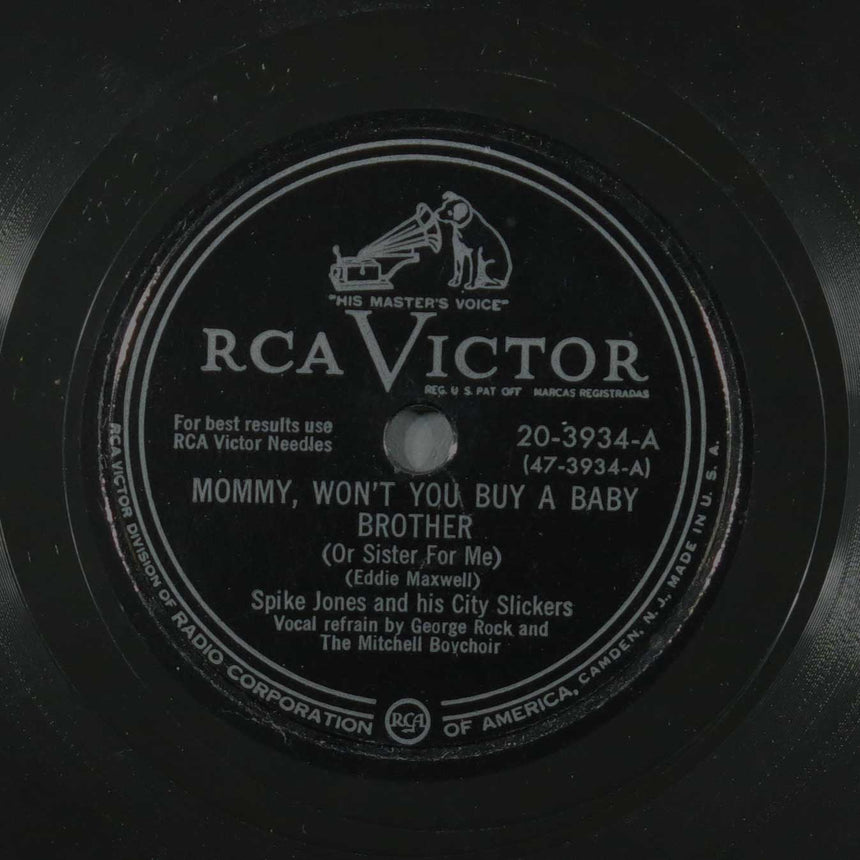 "HIS MASTER'S VOICE"
RCA VICTOR
REG. U. S. PAT. OFF. MARCAS REGISTRADAS
For best results use
RCA Victor Needles
20-3934-A
(47-3934-A)
MOMMY, WON'T YOU BUY A BABY
BROTHER
(Or Sister For Me)
(Eddie Maxwell)
Spike Jones and his City Slickers
Vocal refrain by George Rock and
The Mitchell Boychoir
RCA VICTOR DIVISION OF RADIO CORPORATION RCA OF AMERICA, CAMDEN, N. J., MADE IN U. S. A.